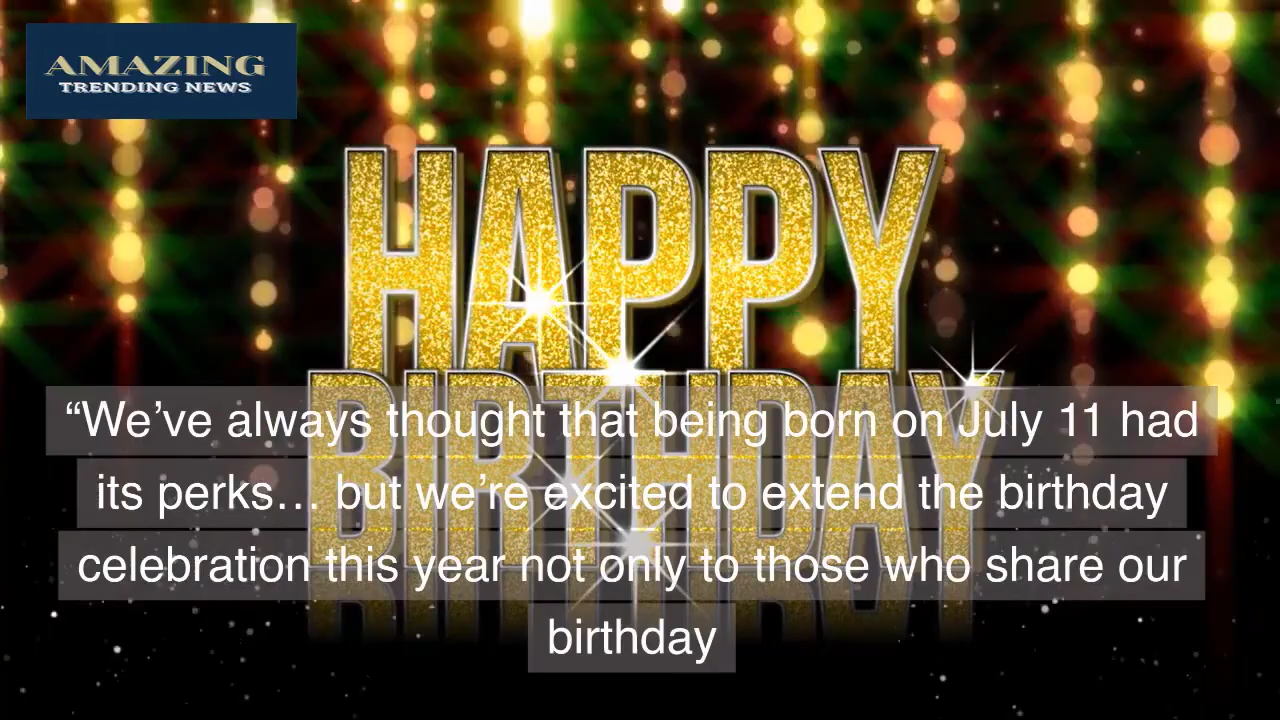 AMAZING
TRENDING NEWS
HAPPY
BIRTHDAY
“We’ve always thought that being born on July 11 had
its perks… but we’re excited to extend the birthday
celebration this year not only to those who share our
birthday